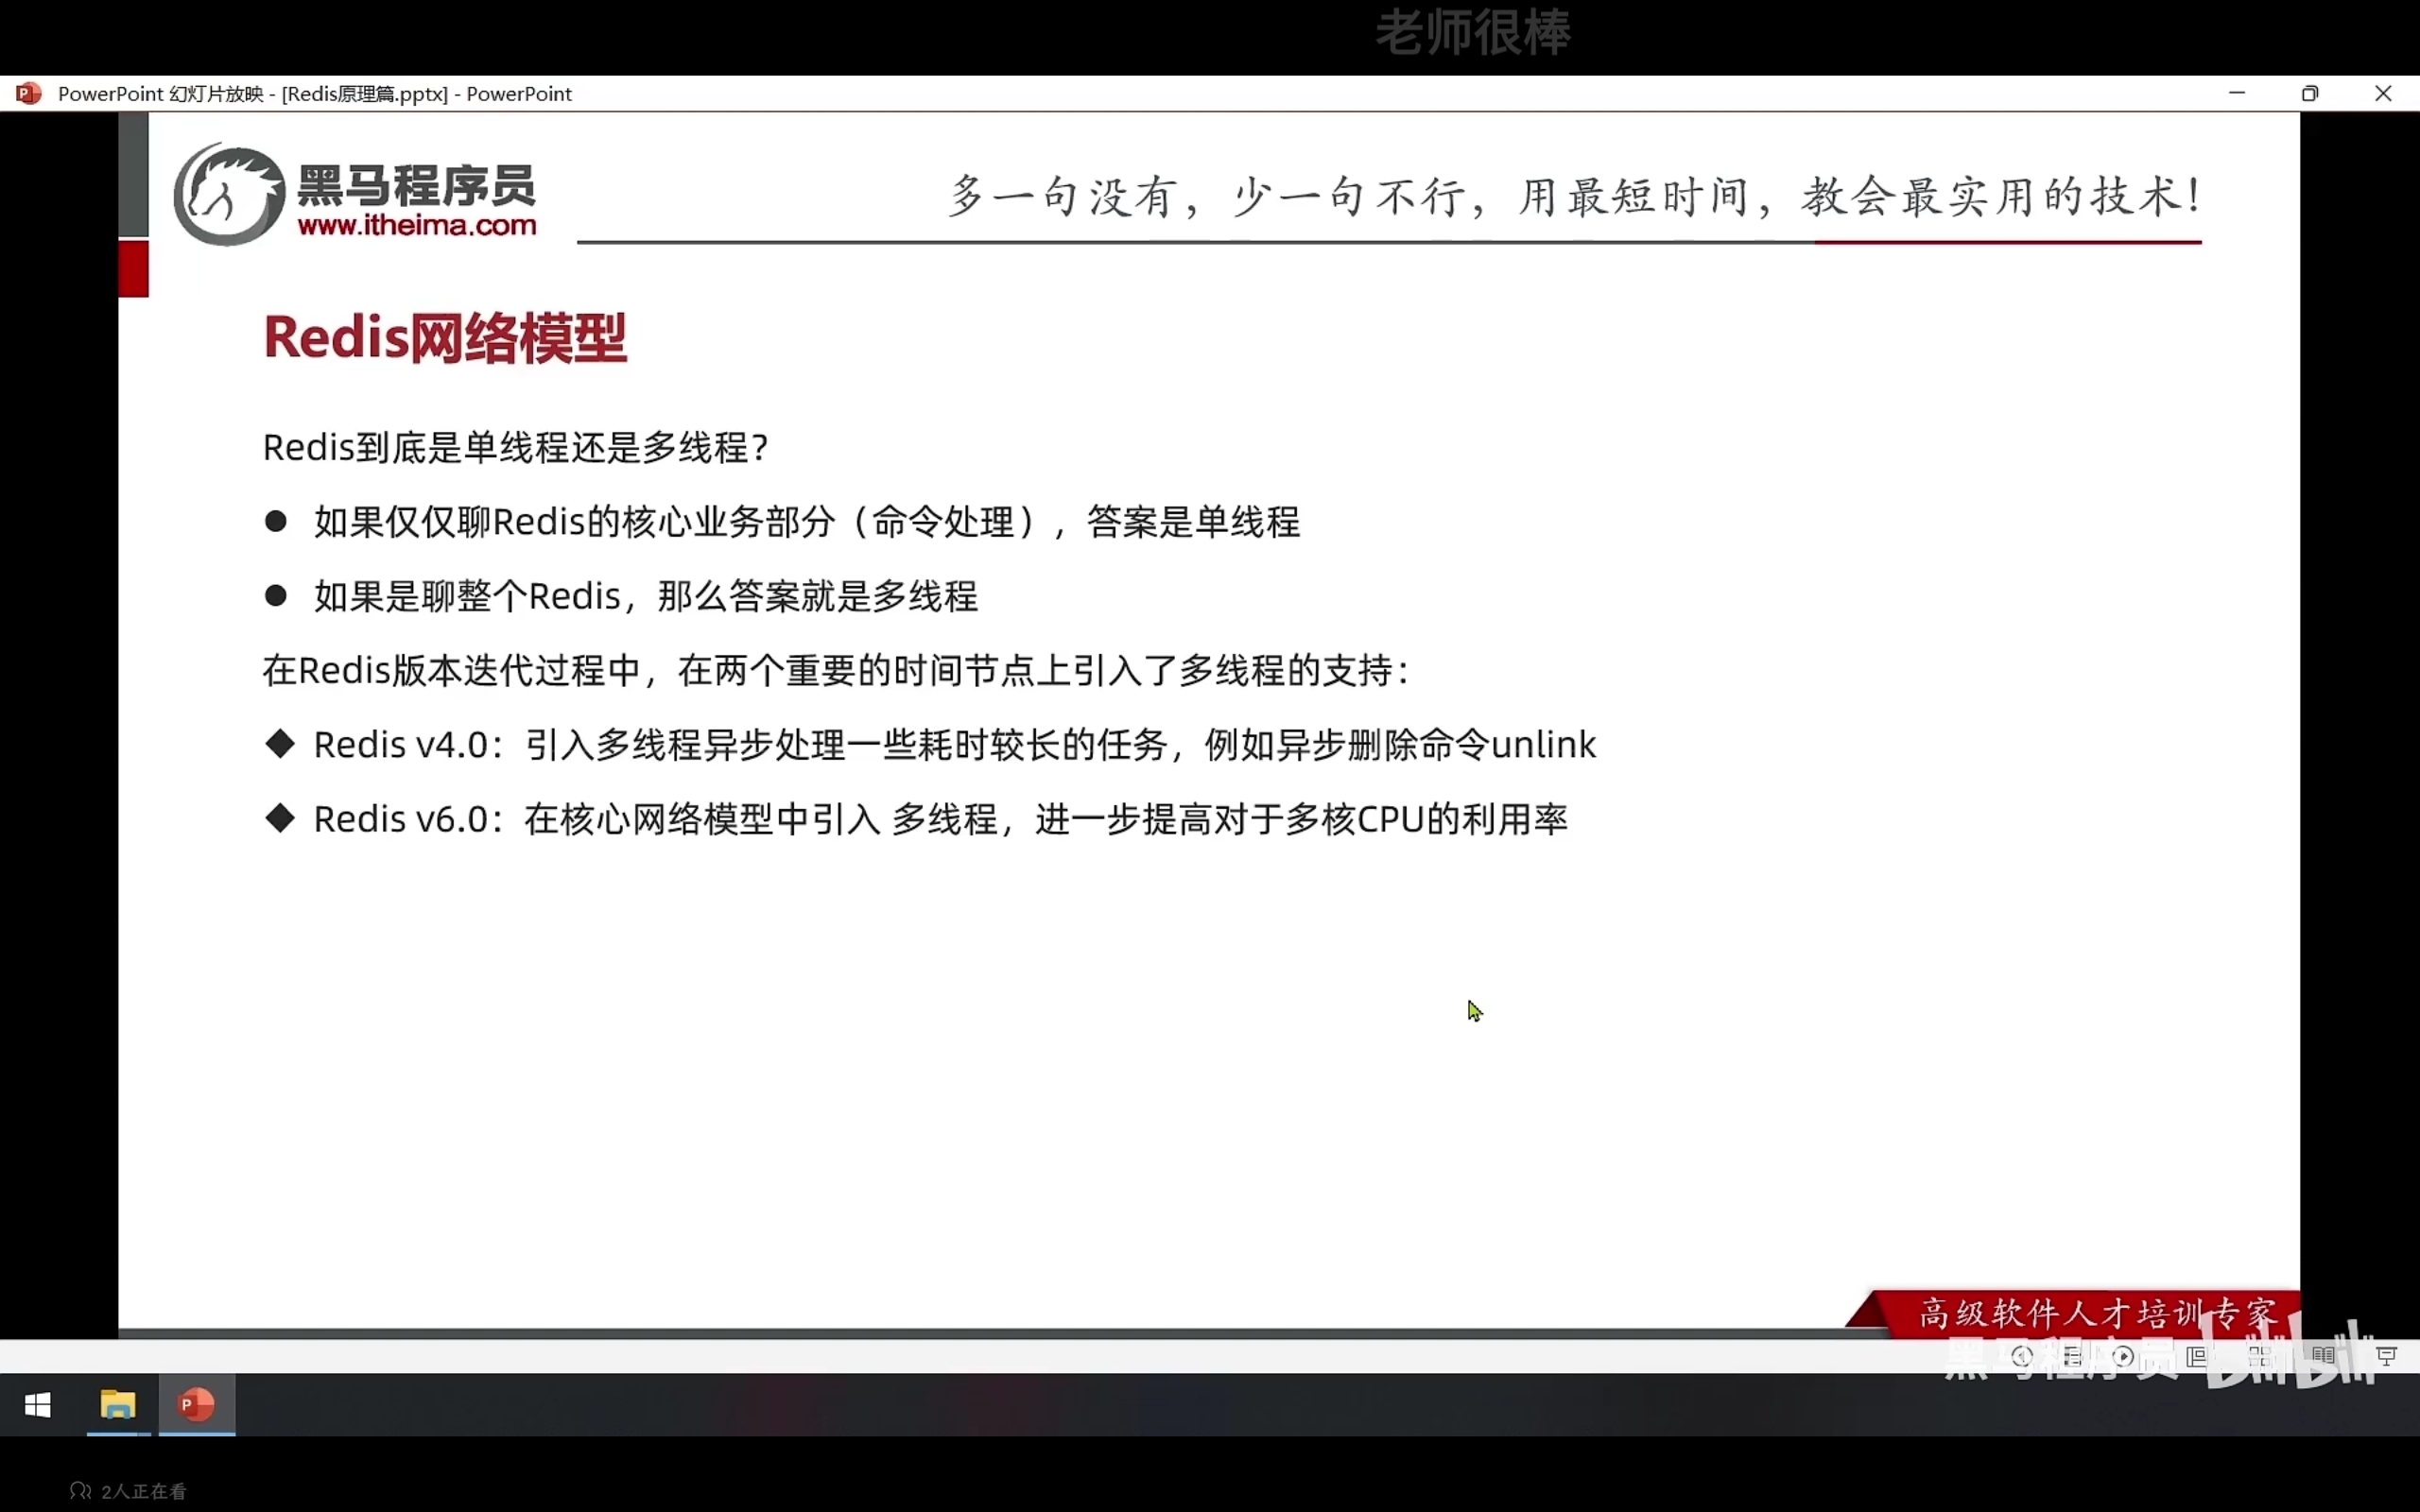 老师很棒
PowerPoint 幻灯片放映 - [Redis原理篇.pptx] - PowerPoint
黑马程序员
www.itheima.com
多一句没有，少一句不行，用最短时间，教会最实用的技术！
Redis网络模型
Redis到底是单线程还是多线程？
● 如果仅仅聊Redis的核心业务部分（命令处理），答案是单线程
● 如果是聊整个Redis，那么答案就是多线程
在Redis版本迭代过程中，在两个重要的时间节点上引入了多线程的支持：
◆ Redis v4.0：引入多线程异步处理一些耗时较长的任务，例如异步删除命令unlink
◆ Redis v6.0：在核心网络模型中引入 多线程，进一步提高对于多核CPU的利用率
高级软件人才培训专家
黑马程序员 bilibili
2人正在看